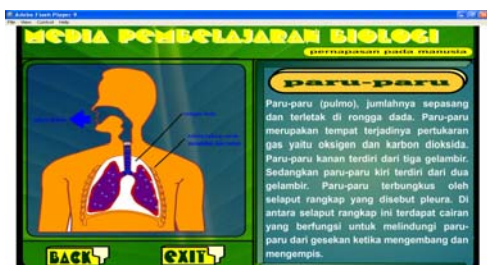 Adobe Flash Player 9
File View Control Help
MEDIA PEMBELAJARAN BIOLOGI
pernapasan pada manusia
paru-paru
Paru-paru (pulmo), jumlahnya sepasang
dan terletak di rongga dada. Paru-paru
merupakan tempat terjadinya pertukaran
gas yaitu oksigen dan karbon dioksida.
Paru-paru kanan terdiri dari tiga gelambir.
Sedangkan paru-paru kiri terdiri dari dua
gelambir. Paru-paru terbungkus oleh
selaput rangkap yang disebut pleura. Di
antara selaput rangkap ini terdapat cairan
yang berfungsi untuk melindungi paru-
paru dari gesekan ketika mengembang dan
mengempis.
BACK
EXIT